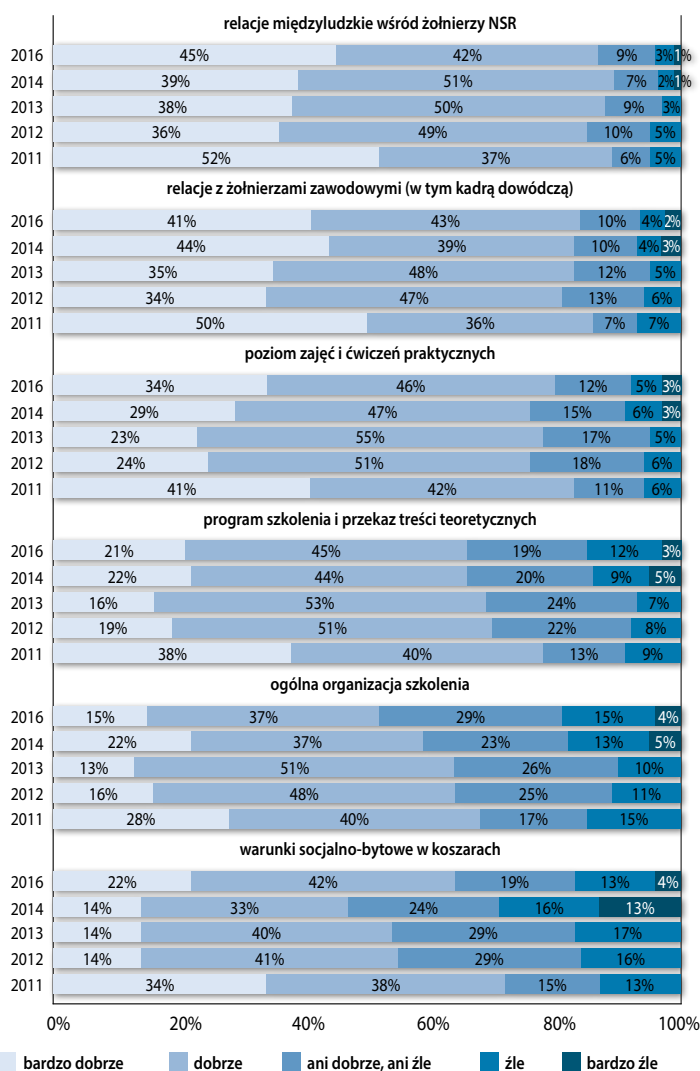 relacje międzyludzkie wśród żołnierzy NSR
2016 45% 42% 9% 3% 1%
2014 39% 51% 7% 2% 1%
2013 38% 50% 9% 3%
2012 36% 49% 10% 5%
2011 52% 37% 6% 5%
relacje z żołnierzami zawodowymi (w tym kadrą dowódczą)
2016 41% 43% 10% 4% 2%
2014 44% 39% 10% 4% 3%
2013 35% 48% 12% 5%
2012 34% 47% 13% 6%
2011 50% 36% 7% 7%
poziom zajęć i ćwiczeń praktycznych
2016 34% 46% 12% 5% 3%
2014 29% 47% 15% 6% 3%
2013 23% 55% 17% 5%
2012 24% 51% 18% 6%
2011 41% 42% 11% 6%
program szkolenia i przekaz treści teoretycznych
2016 21% 45% 19% 12% 3%
2014 22% 44% 20% 9% 5%
2013 16% 53% 24% 7%
2012 19% 51% 22% 8%
2011 38% 40% 13% 9%
ogólna organizacja szkolenia
2016 15% 37% 29% 15% 4%
2014 22% 37% 23% 13% 5%
2013 13% 51% 26% 10%
2012 16% 48% 25% 11%
2011 28% 40% 17% 15%
warunki socjalno-bytowe w koszarach
2016 22% 42% 19% 13% 4%
2014 14% 33% 24% 16% 13%
2013 14% 40% 29% 17%
2012 14% 41% 29% 16%
2011 34% 38% 15% 13%
0% 20% 40% 60% 80% 100%
bardzo dobrze dobrze ani dobrze, ani źle źle bardzo źle